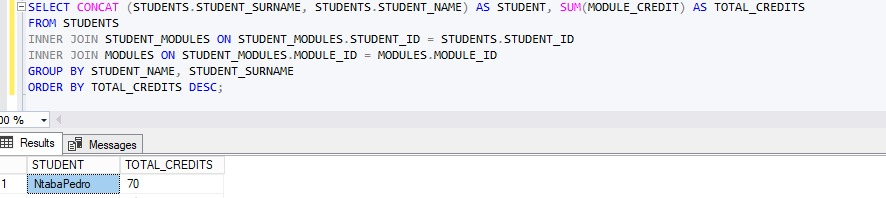 SELECT CONCAT (STUDENTS.STUDENT_SURNAME, STUDENTS.STUDENT_NAME) AS STUDENT, SUM(MODULE_CREDIT) AS TOTAL_CREDITS
FROM STUDENTS
INNER JOIN STUDENT_MODULES ON STUDENT_MODULES.STUDENT_ID = STUDENTS.STUDENT_ID
INNER JOIN MODULES ON STUDENT_MODULES.MODULE_ID = MODULES.MODULE_ID
GROUP BY STUDENT_NAME, STUDENT_SURNAME
ORDER BY TOTAL_CREDITS DESC;
00 %
Results Messages
STUDENT TOTAL_CREDITS
1 NtabaPedro 70